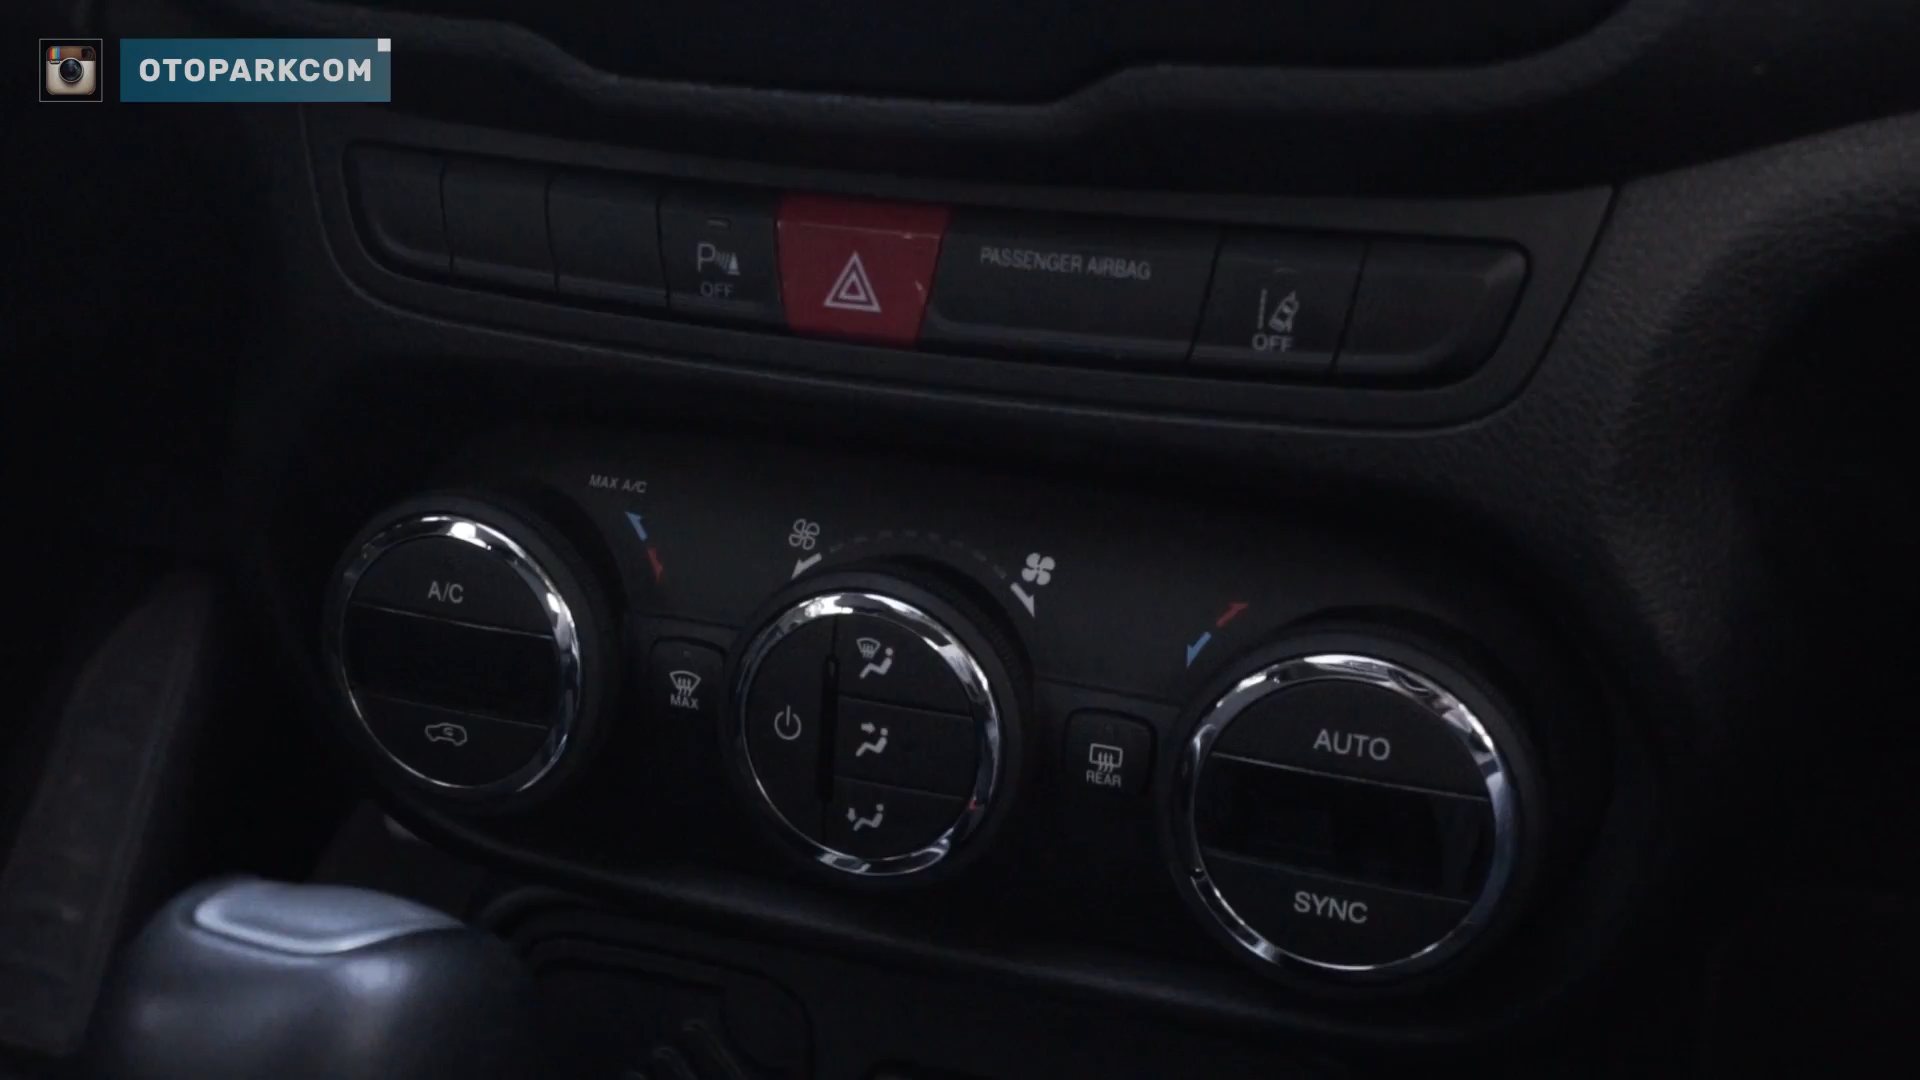 OTOPARKCOM
P
OFF
PASSENGER AIRBAG
OFF
MAX A/C
A/C
MAX
REAR
AUTO
SYNC